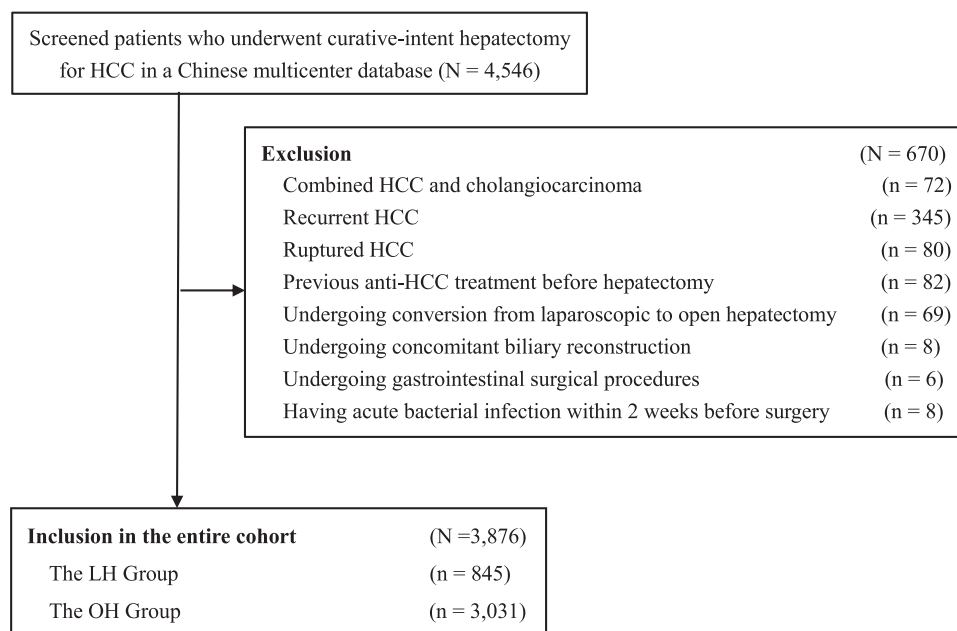 Screened patients who underwent curative-intent hepatectomy
for HCC in a Chinese multicenter database (N = 4,546)
Exclusion (N = 670)
Combined HCC and cholangiocarcinoma (n = 72)
Recurrent HCC (n = 345)
Ruptured HCC (n = 80)
Previous anti-HCC treatment before hepatectomy (n = 82)
Undergoing conversion from laparoscopic to open hepatectomy (n = 69)
Undergoing concomitant biliary reconstruction (n = 8)
Undergoing gastrointestinal surgical procedures (n = 6)
Having acute bacterial infection within 2 weeks before surgery (n = 8)
Inclusion in the entire cohort (N =3,876)
The LH Group (n = 845)
The OH Group (n = 3,031)